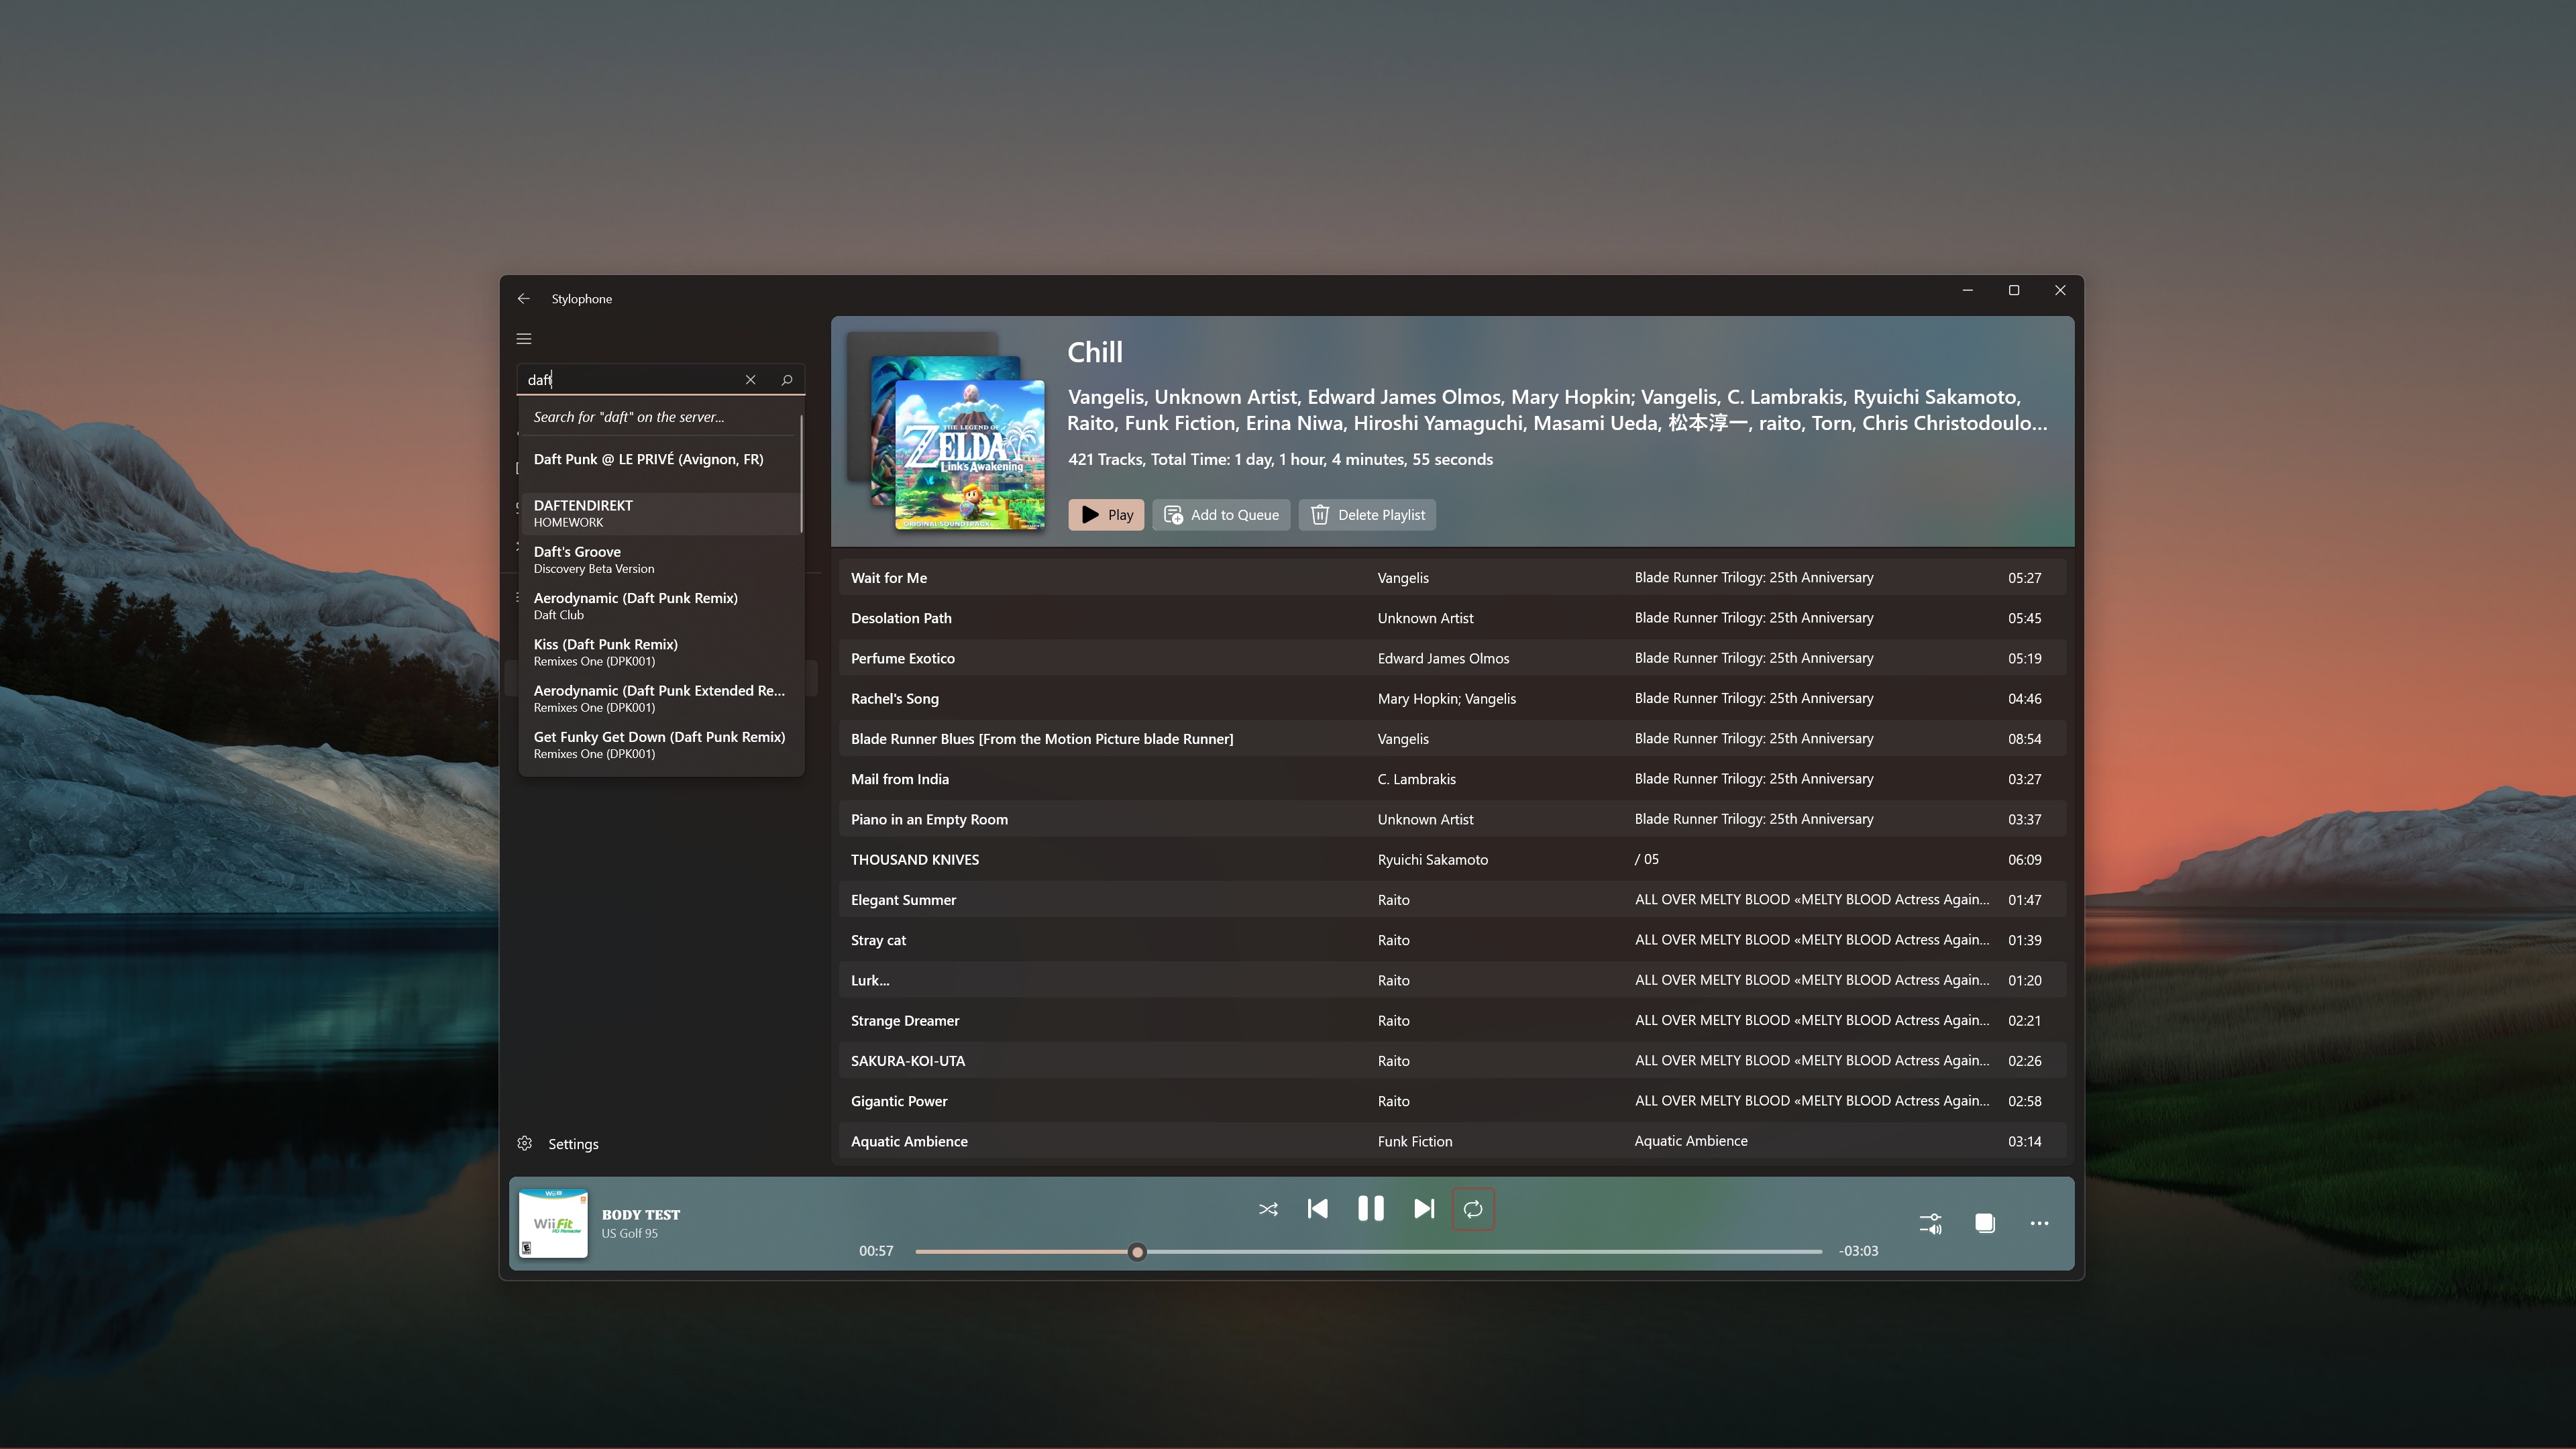 Stylophone
daft
Search for "daft" on the server...
Daft Punk @ LE PRIVÉ (Avignon, FR)
DAFTENDIREKT
HOMEWORK
Daft's Groove
Discovery Beta Version
Aerodynamic (Daft Punk Remix)
Daft Club
Kiss (Daft Punk Remix)
Remixes One (DPK001)
Aerodynamic (Daft Punk Extended Re...
Remixes One (DPK001)
Get Funky Get Down (Daft Punk Remix)
Remixes One (DPK001)
Settings
THE LEGEND OF
ZELDA
Link's Awakening
ORIGINAL SOUNDTRACK
Chill
Vangelis, Unknown Artist, Edward James Olmos, Mary Hopkin; Vangelis, C. Lambrakis, Ryuichi Sakamoto,
Raito, Funk Fiction, Erina Niwa, Hiroshi Yamaguchi, Masami Ueda, 松本淳一, raito, Torn, Chris Christodoulo...
421 Tracks, Total Time: 1 day, 1 hour, 4 minutes, 55 seconds
Play Add to Queue Delete Playlist
Wait for Me Vangelis Blade Runner Trilogy: 25th Anniversary 05:27
Desolation Path Unknown Artist Blade Runner Trilogy: 25th Anniversary 05:45
Perfume Exotico Edward James Olmos Blade Runner Trilogy: 25th Anniversary 05:19
Rachel's Song Mary Hopkin; Vangelis Blade Runner Trilogy: 25th Anniversary 04:46
Blade Runner Blues [From the Motion Picture blade Runner] Vangelis Blade Runner Trilogy: 25th Anniversary 08:54
Mail from India C. Lambrakis Blade Runner Trilogy: 25th Anniversary 03:27
Piano in an Empty Room Unknown Artist Blade Runner Trilogy: 25th Anniversary 03:37
THOUSAND KNIVES Ryuichi Sakamoto / 05 06:09
Elegant Summer Raito ALL OVER MELTY BLOOD «MELTY BLOOD Actress Again... 01:47
Stray cat Raito ALL OVER MELTY BLOOD «MELTY BLOOD Actress Again... 01:39
Lurk... Raito ALL OVER MELTY BLOOD «MELTY BLOOD Actress Again... 01:20
Strange Dreamer Raito ALL OVER MELTY BLOOD «MELTY BLOOD Actress Again... 02:21
SAKURA-KOI-UTA Raito ALL OVER MELTY BLOOD «MELTY BLOOD Actress Again... 02:26
Gigantic Power Raito ALL OVER MELTY BLOOD «MELTY BLOOD Actress Again... 02:58
Aquatic Ambience Funk Fiction Aquatic Ambience 03:14
Wii U
Wii Fit
E
BODY TEST
US Golf 95
00:57 -03:03